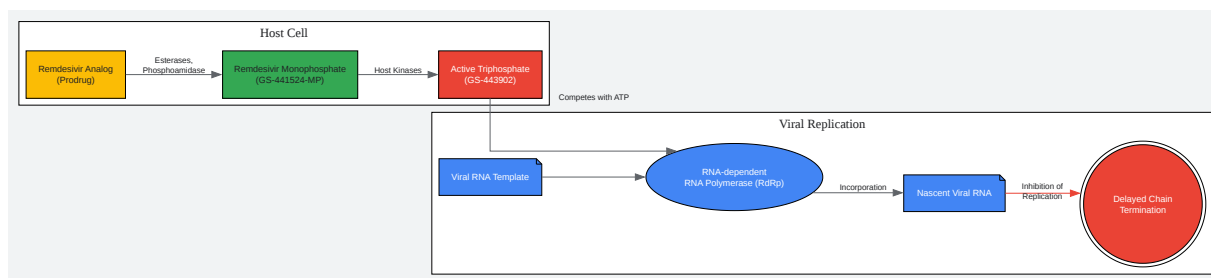 Host Cell
Remdesivir Analog
(Prodrug)
Esterases,
Phosphoamidase
Remdesivir Monophosphate
(GS-441524-MP)
Host Kinases
Active Triphosphate
(GS-443902)
Competes with ATP
Viral Replication
Viral RNA Template
RNA-dependent
RNA Polymerase (RdRp)
Incorporation
Nascent Viral RNA
Inhibition of
Replication
Delayed Chain
Termination